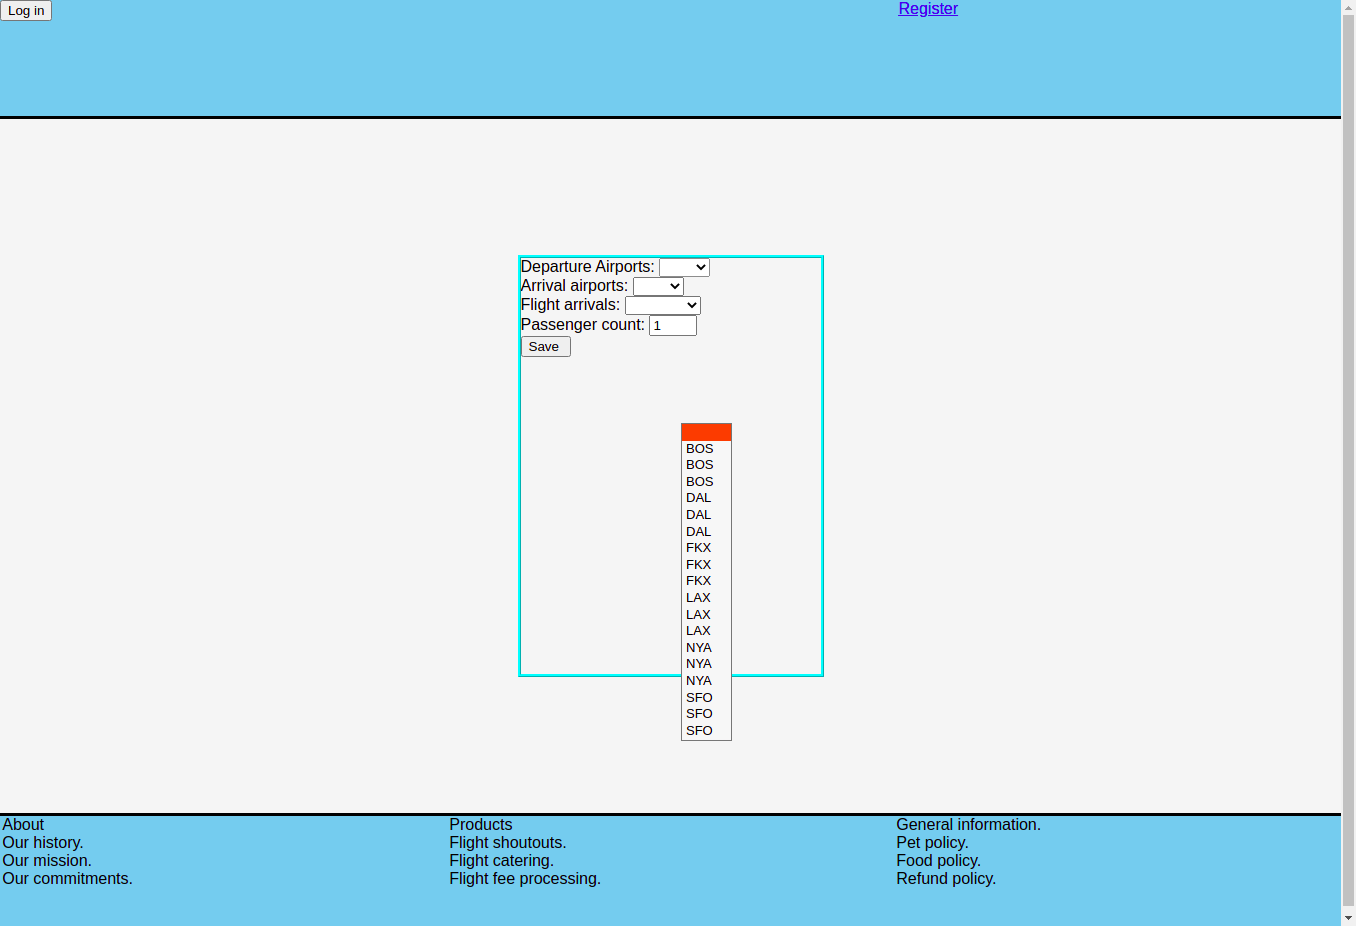 Log in
Register
Departure Airports:
Arrival airports:
Flight arrivals:
Passenger count: 1
Save
BOS
BOS
BOS
DAL
DAL
DAL
FKX
FKX
FKX
LAX
LAX
LAX
NYA
NYA
NYA
SFO
SFO
SFO
About
Our history.
Our mission.
Our commitments.
Products
Flight shoutouts.
Flight catering.
Flight fee processing.
General information.
Pet policy.
Food policy.
Refund policy.